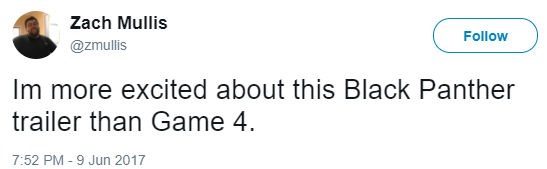 Zach Mullis
@zmullis
Follow
Im more excited about this Black Panther
trailer than Game 4.
7:52 PM - 9 Jun 2017